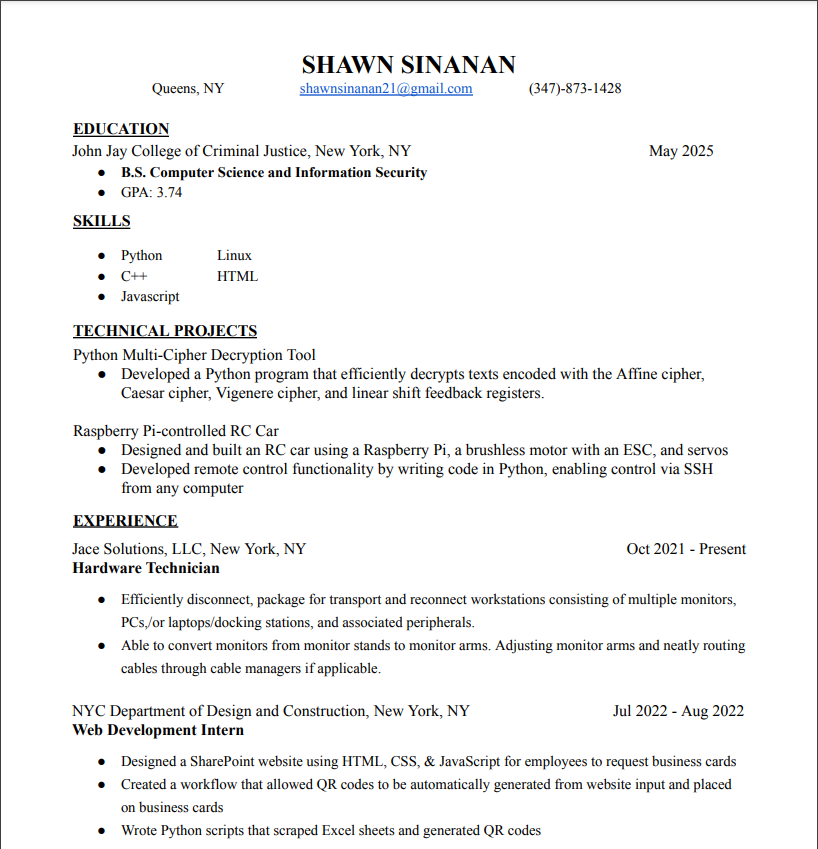 SHAWN SINANAN
Queens, NY shawnsinanan21@gmail.com (347)-873-1428
EDUCATION
John Jay College of Criminal Justice, New York, NY May 2025
● B.S. Computer Science and Information Security
● GPA: 3.74
SKILLS
● Python Linux
● C++ HTML
● Javascript
TECHNICAL PROJECTS
Python Multi-Cipher Decryption Tool
● Developed a Python program that efficiently decrypts texts encoded with the Affine cipher,
Caesar cipher, Vigenere cipher, and linear shift feedback registers.
Raspberry Pi-controlled RC Car
● Designed and built an RC car using a Raspberry Pi, a brushless motor with an ESC, and servos
● Developed remote control functionality by writing code in Python, enabling control via SSH
from any computer
EXPERIENCE
Jace Solutions, LLC, New York, NY Oct 2021 - Present
Hardware Technician
● Efficiently disconnect, package for transport and reconnect workstations consisting of multiple monitors,
PCs,/or laptops/docking stations, and associated peripherals.
● Able to convert monitors from monitor stands to monitor arms. Adjusting monitor arms and neatly routing
cables through cable managers if applicable.
NYC Department of Design and Construction, New York, NY Jul 2022 - Aug 2022
Web Development Intern
● Designed a SharePoint website using HTML, CSS, & JavaScript for employees to request business cards
● Created a workflow that allowed QR codes to be automatically generated from website input and placed
on business cards
● Wrote Python scripts that scraped Excel sheets and generated QR codes